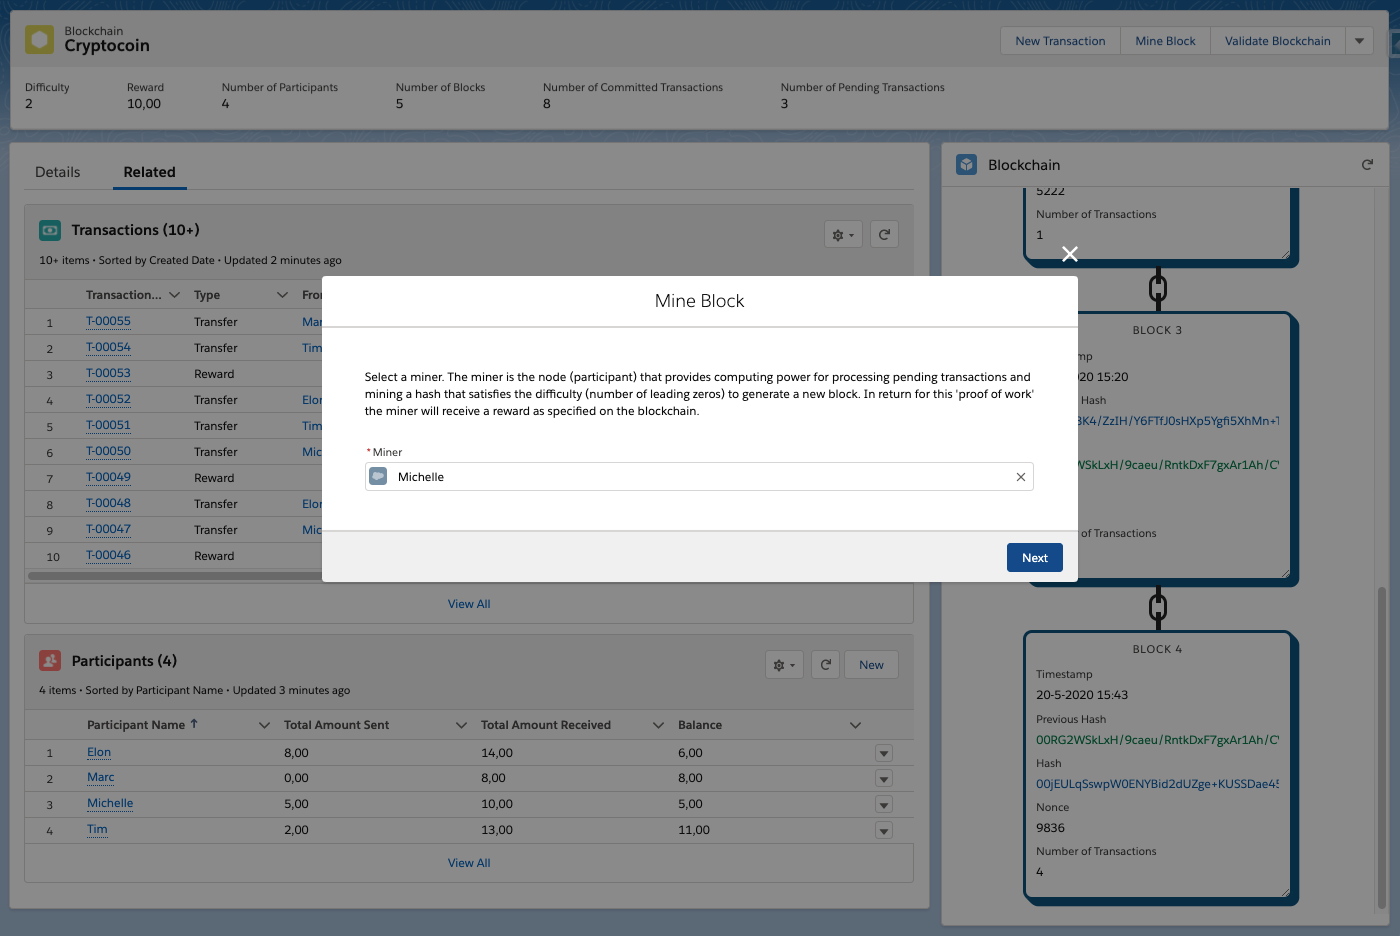 Blockchain
Cryptocoin
New Transaction
Mine Block
Validate Blockchain
Difficulty
2
Reward
10,00
Number of Participants
4
Number of Blocks
5
Number of Committed Transactions
8
Number of Pending Transactions
3
Details
Related
Transactions (10+)
10+ items • Sorted by Created Date • Updated 2 minutes ago
Transaction... Type Fro
1 T-00055 Transfer Mar
2 T-00054 Transfer Tim
3 T-00053 Reward
4 T-00052 Transfer Elor
5 T-00051 Transfer Tim
6 T-00050 Transfer Mic
7 T-00049 Reward
8 T-00048 Transfer Elor
9 T-00047 Transfer Mic
10 T-00046 Reward
View All
Participants (4)
New
4 items • Sorted by Participant Name • Updated 3 minutes ago
Participant Name Total Amount Sent Total Amount Received Balance
1 Elon 8,00 14,00 6,00
2 Marc 0,00 8,00 8,00
3 Michelle 5,00 10,00 5,00
4 Tim 2,00 13,00 11,00
View All
Mine Block
Select a miner. The miner is the node (participant) that provides computing power for processing pending transactions and
mining a hash that satisfies the difficulty (number of leading zeros) to generate a new block. In return for this 'proof of work'
the miner will receive a reward as specified on the blockchain.
* Miner
Michelle
Next
Blockchain
5222
Number of Transactions
1
BLOCK 3
mp
0 15:20
Hash
K4/ZzIH/Y6FTfJ0sHXp5Ygfi5XhMn+
WSkLxH/9caeu/RntkDxF7gxAr1Ah/C
of Transactions
BLOCK 4
Timestamp
20-5-2020 15:43
Previous Hash
00RG2WSkLxH/9caeu/RntkDxF7gxAr1Ah/C
Hash
00jEULqSswpW0ENYBid2dUZge+KUSSDae45
Nonce
9836
Number of Transactions
4